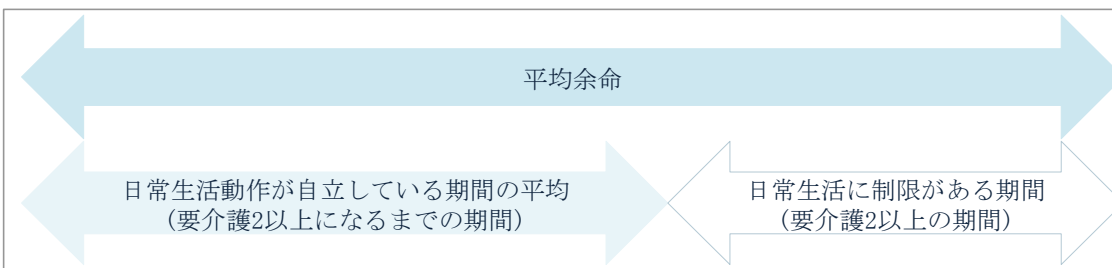 平均余命
日常生活動作が自立している期間の平均
(要介護2以上になるまでの期間)
日常生活に制限がある期間
(要介護2以上の期間)